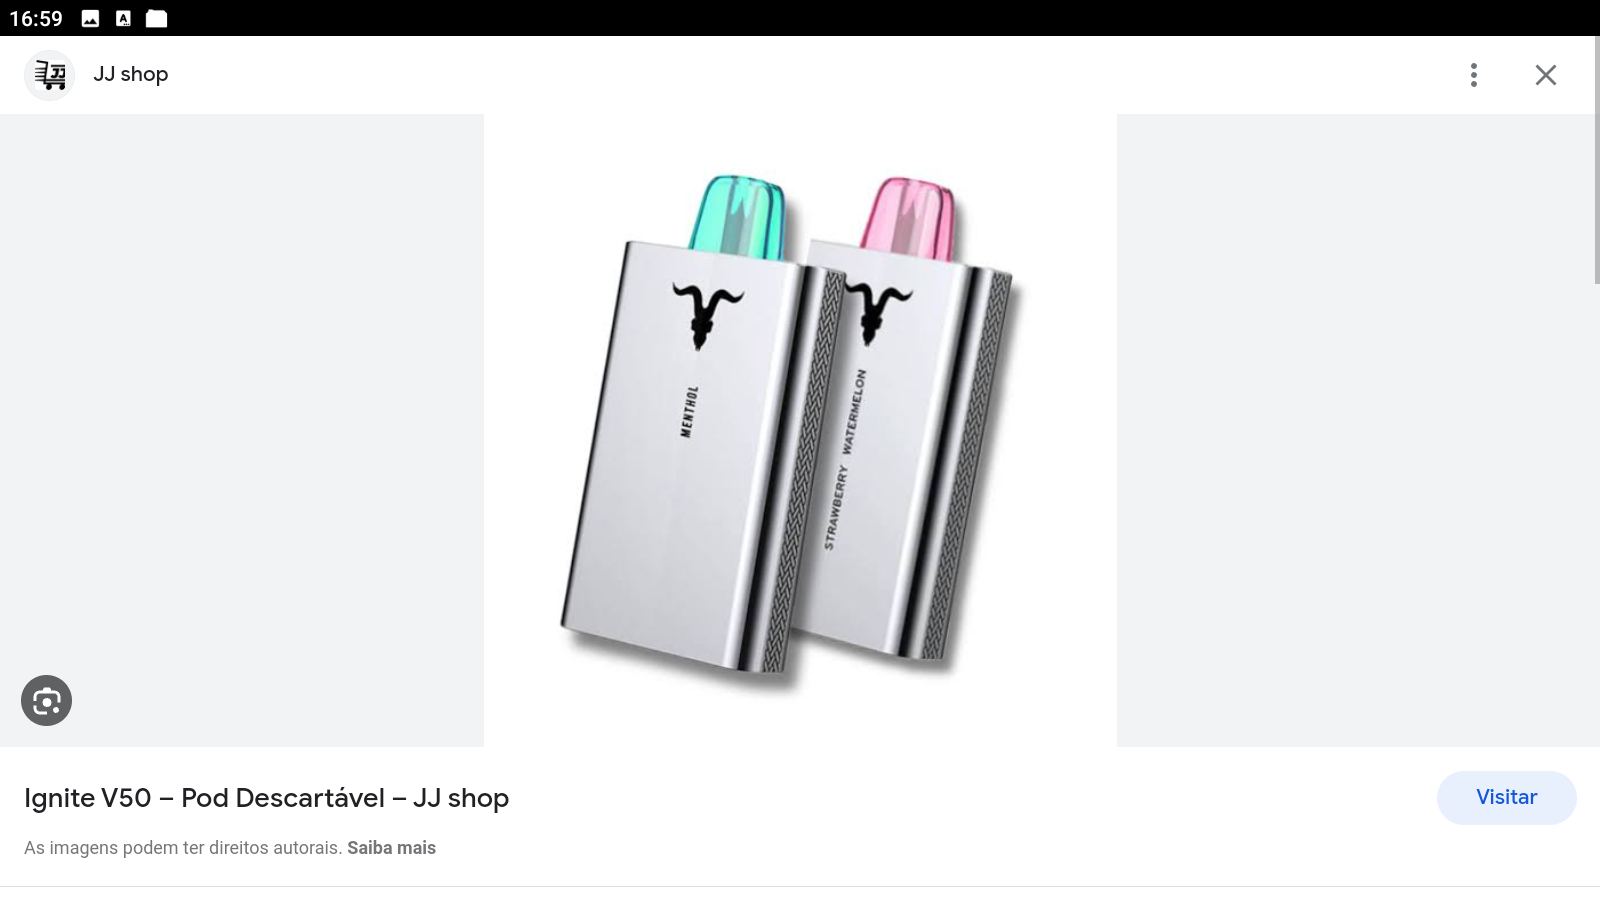 16:59
JJ shop
MENTHOL
STRAWBERRY WATERMELON
Ignite V50 – Pod Descartável – JJ shop
Visitar
As imagens podem ter direitos autorais. Saiba mais